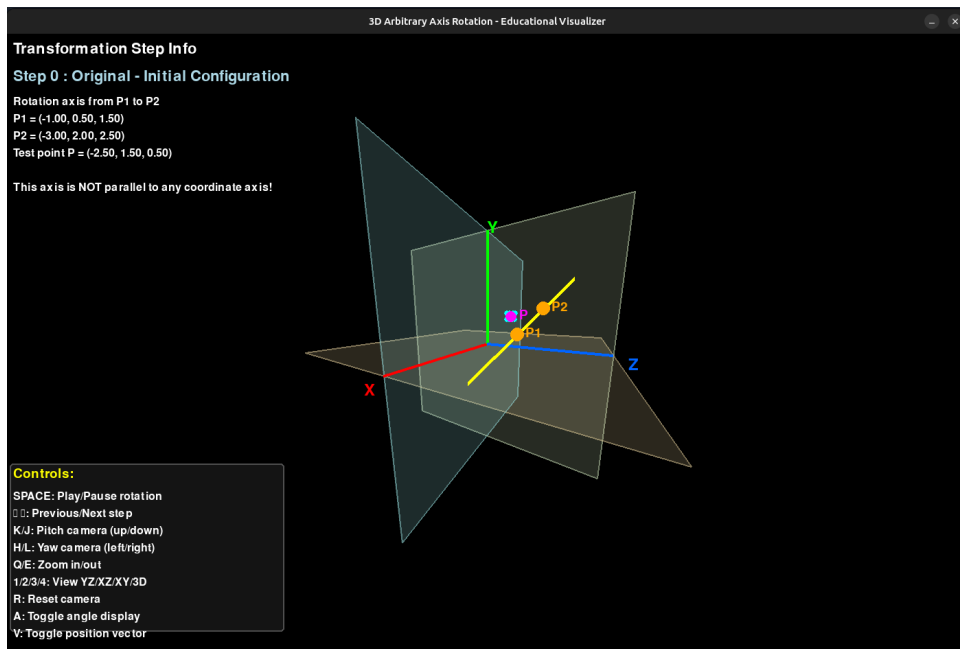 3D Arbitrary Axis Rotation - Educational Visualizer
Transformation Step Info
Step 0 : Original - Initial Configuration
Rotation axis from P1 to P2
P1 = (-1.00, 0.50, 1.50)
P2 = (-3.00, 2.00, 2.50)
Test point P = (-2.50, 1.50, 0.50)
This axis is NOT parallel to any coordinate axis!
Y
P
P2
P1
Z
X
Controls:
SPACE: Play/Pause rotation
▯ ▯: Previous/Next step
K/J: Pitch camera (up/down)
H/L: Yaw camera (left/right)
Q/E: Zoom in/out
1/2/3/4: View YZ/XZ/XY/3D
R: Reset camera
A: Toggle angle display
V: Toggle position vector